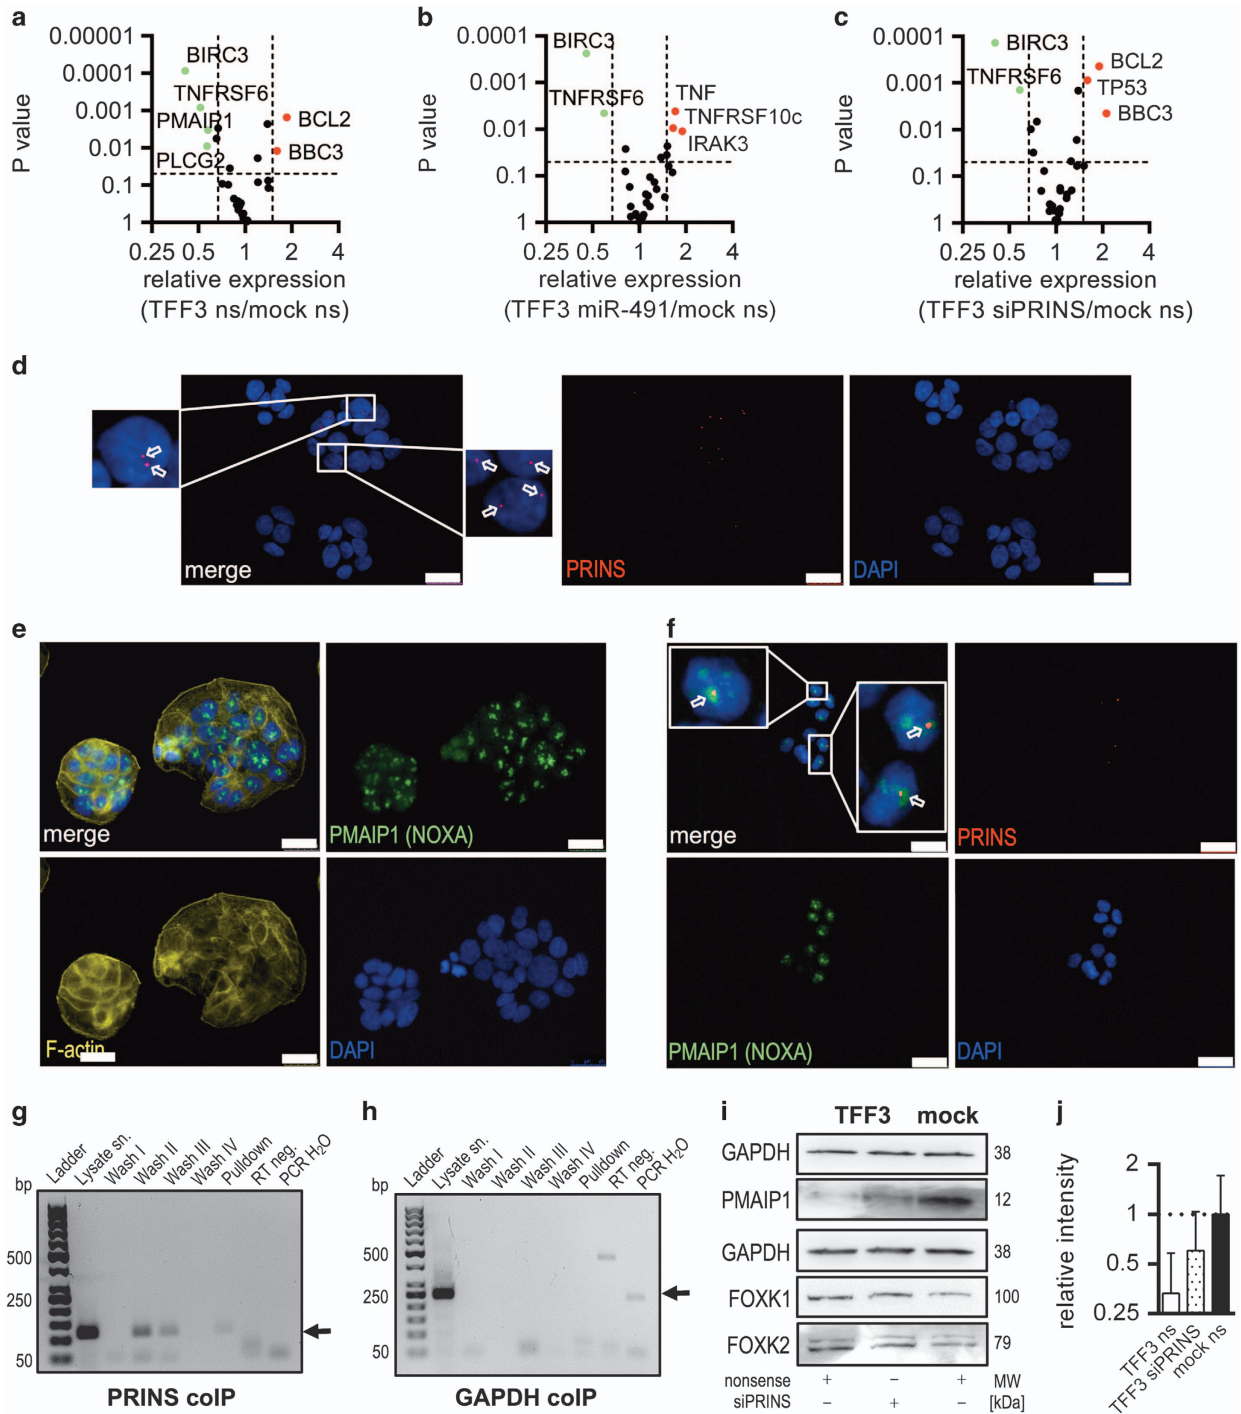 a
0.00001
0.0001
0.001
0.01
0.1
1
P value
BIRC3
TNFRSF6
PMAIP1
PLCG2
BCL2
BBC3
0.25 0.5 1 2 4
relative expression
(TFF3 ns/mock ns)
b
0.0001
0.001
0.01
0.1
1
P value
BIRC3
TNFRSF6
TNF
TNFRSF10c
IRAK3
0.25 0.5 1 2 4
relative expression
(TFF3 miR-491/mock ns)
c
0.0001
0.001
0.01
0.1
1
P value
BIRC3
TNFRSF6
BCL2
TP53
BBC3
0.25 0.5 1 2 4
relative expression
(TFF3 siPRINS/mock ns)
d
merge
PRINS
DAPI
e
merge
PMAIP1 (NOXA)
F-actin
DAPI
f
merge
PRINS
PMAIP1 (NOXA)
DAPI
g
bp
Ladder
Lysate sn.
Wash I
Wash II
Wash III
Wash IV
Pulldown
RT neg.
PCR H₂O
500
250
50
PRINS coIP
h
bp
Ladder
Lysate sn.
Wash I
Wash II
Wash III
Wash IV
Pulldown
RT neg.
PCR H₂O
500
250
50
GAPDH coIP
i
TFF3 mock
GAPDH 38
PMAIP1 12
GAPDH 38
FOXK1 100
FOXK2 79
nonsense + – + MW
siPRINS – + – [kDa]
j
relative intensity
2
1
0.5
0.25
TFF3 ns
TFF3 siPRINS
mock ns